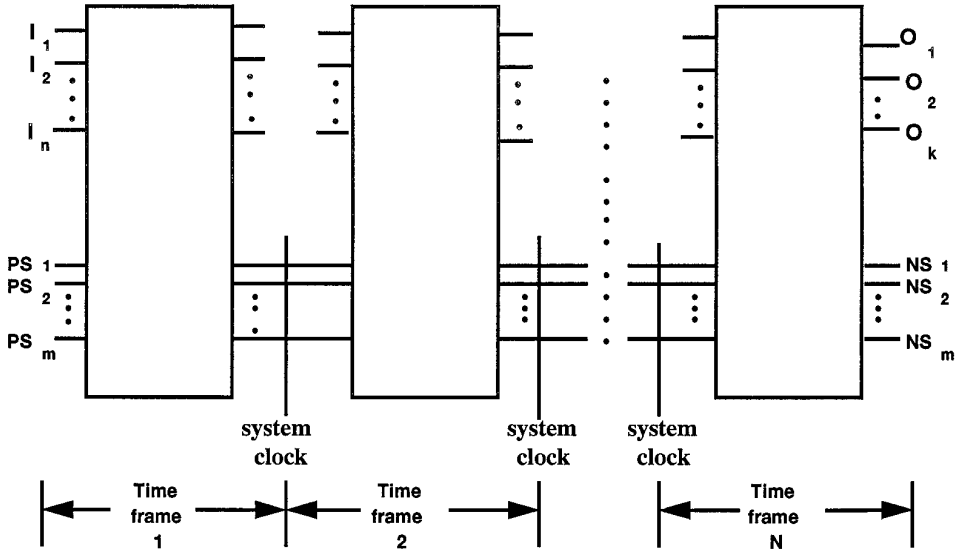 I 1
I 2
I n
PS 1
PS 2
PS m
O i
O 2
O k
NS 1
NS 2
NS m
system clock
system clock
system clock
Time frame 1
Time frame 2
Time frame N